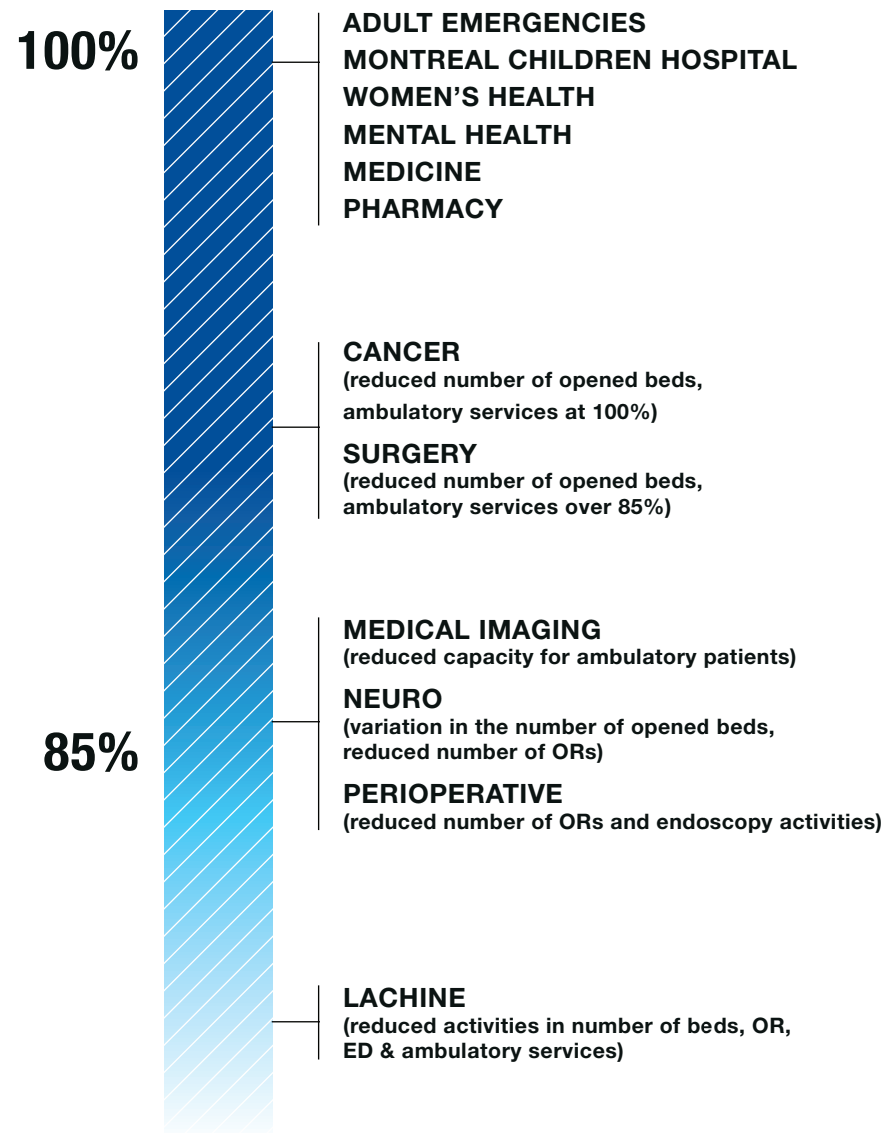 100%
ADULT EMERGENCIES
MONTREAL CHILDREN HOSPITAL
WOMEN’S HEALTH
MENTAL HEALTH
MEDICINE
PHARMACY
CANCER
(reduced number of opened beds,
ambulatory services at 100%)
SURGERY
(reduced number of opened beds,
ambulatory services over 85%)
85%
MEDICAL IMAGING
(reduced capacity for ambulatory patients)
NEURO
(variation in the number of opened beds,
reduced number of ORs)
PERIOPERATIVE
(reduced number of ORs and endoscopy activities)
LACHINE
(reduced activities in number of beds, OR,
ED & ambulatory services)